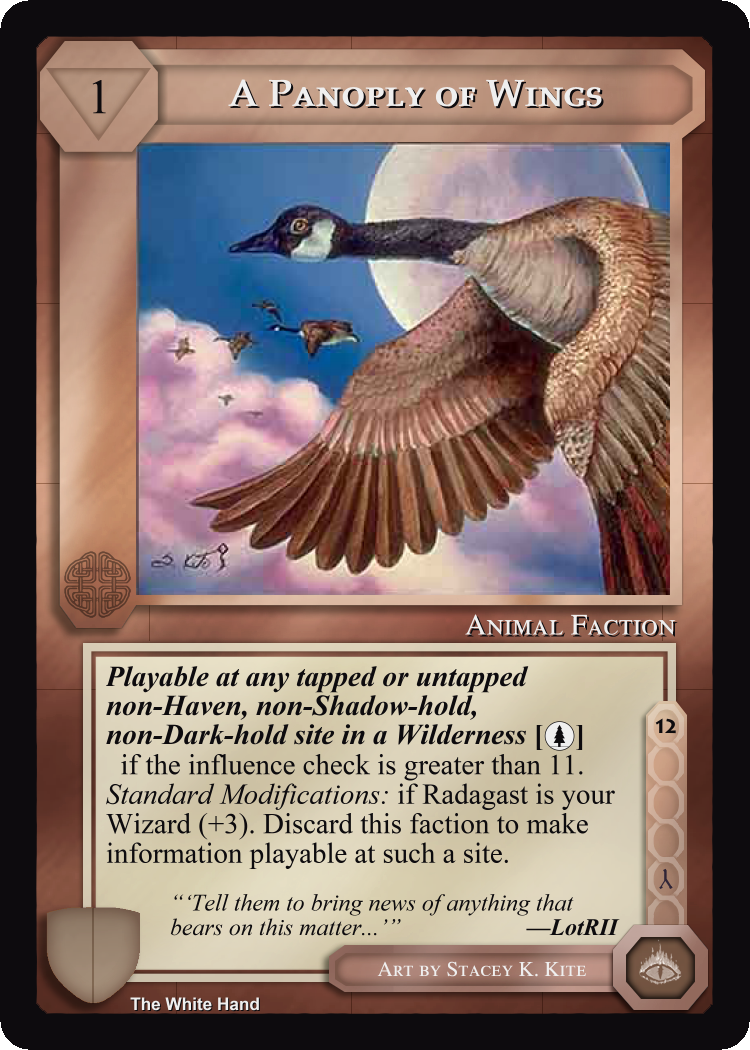 1
A Panoply of Wings
Animal Faction
Playable at any tapped or untapped
non-Haven, non-Shadow-hold,
non-Dark-hold site in a Wilderness [ ]
if the influence check is greater than 11.
Standard Modifications: if Radagast is your
Wizard (+3). Discard this faction to make
information playable at such a site.
12
“‘Tell them to bring news of anything that
bears on this matter...’”
—LotRII
Art by Stacey K. Kite
The White Hand